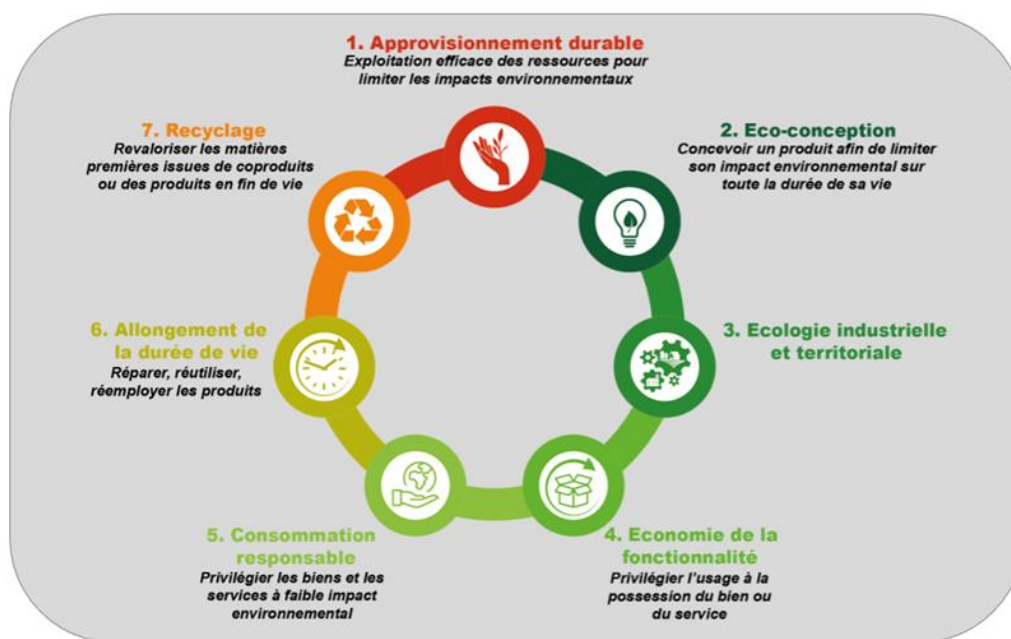 1. Approvisionnement durable
Exploitation efficace des ressources pour
limiter les impacts environnementaux
2. Eco-conception
Concevoir un produit afin de limiter
son impact environnemental sur
toute la durée de sa vie
3. Ecologie industrielle
et territoriale
4. Economie de la
fonctionnalité
Privilégier l'usage à la
possession du bien ou
du service
5. Consommation
responsable
Privilégier les biens et les
services à faible impact
environnemental
6. Allongement de
la durée de vie
Réparer, réutiliser,
réemployer les produits
7. Recyclage
Revaloriser les matières
premières issues de coproduits
ou des produits en fin de vie